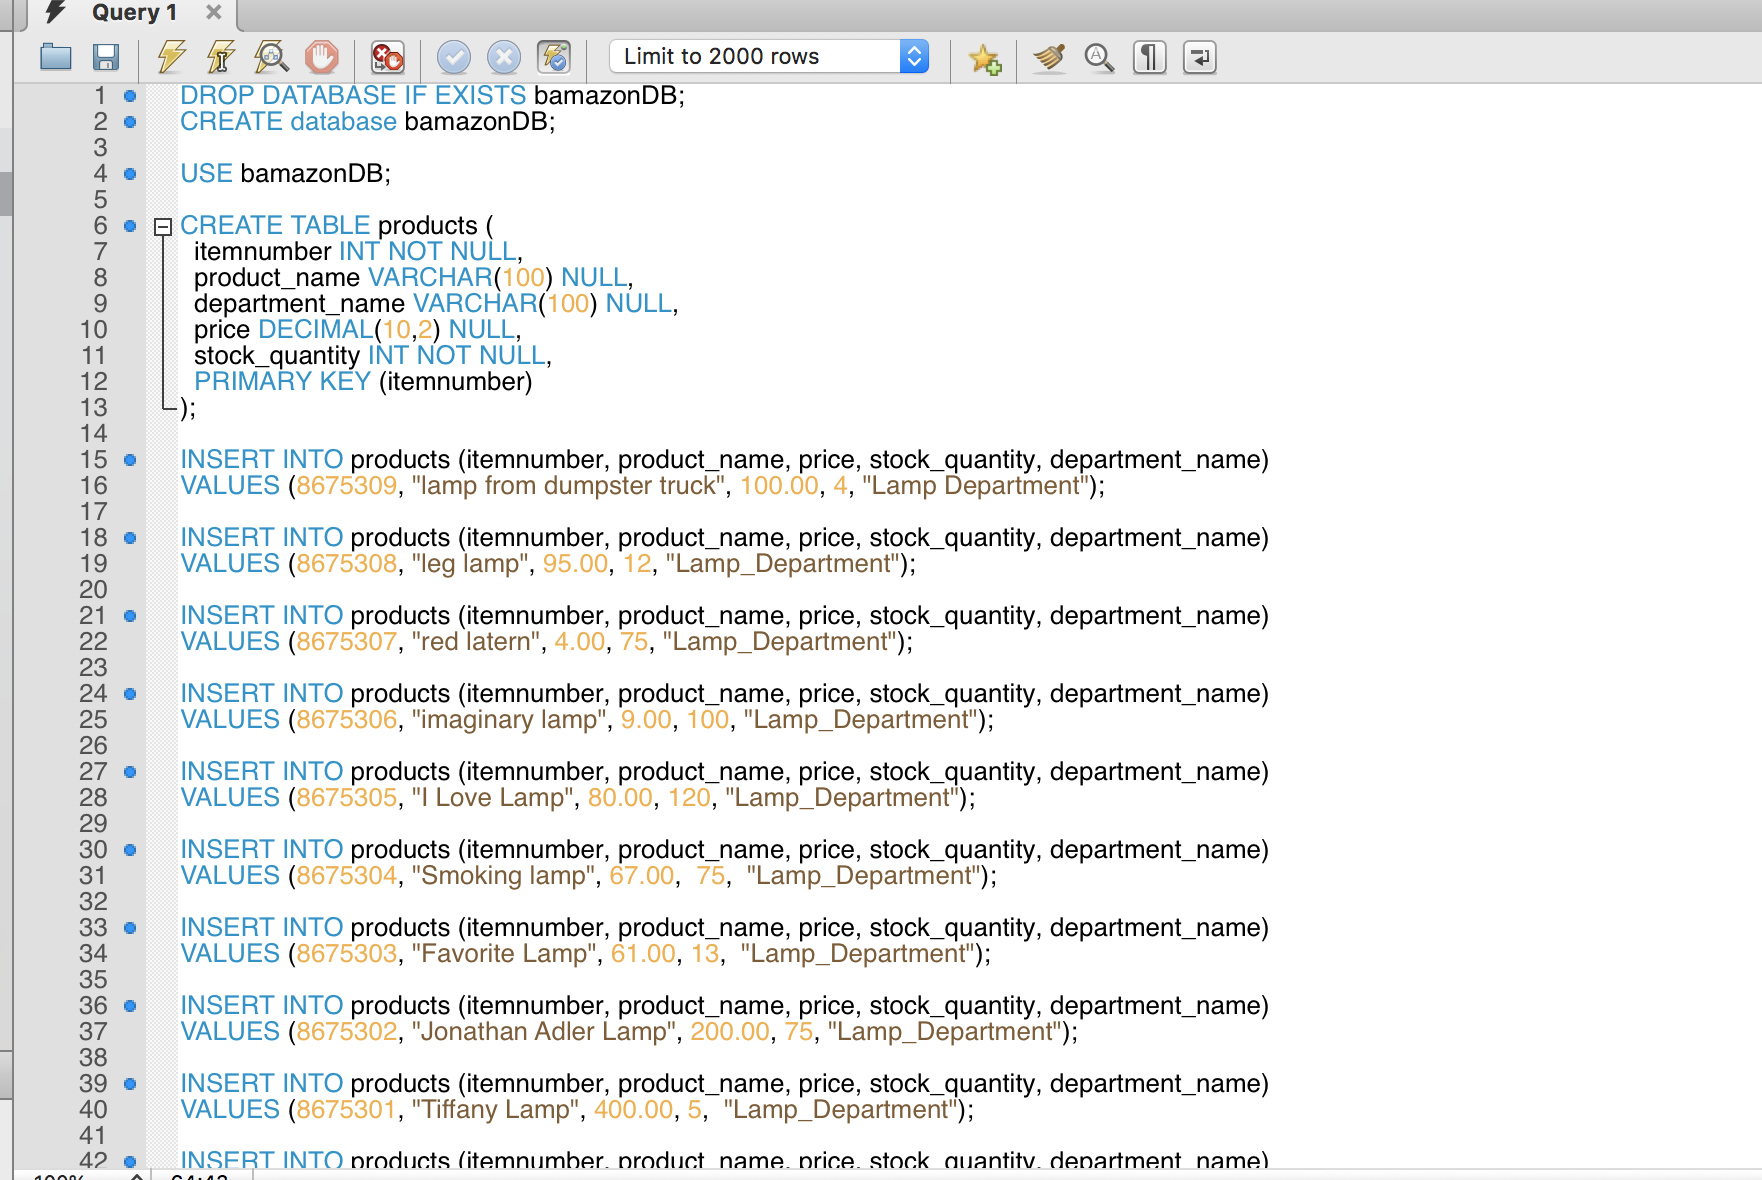 Query 1
Limit to 2000 rows
1 DROP DATABASE IF EXISTS bamazonDB;
2 CREATE database bamazonDB;
3
4 USE bamazonDB;
5
6 CREATE TABLE products (
7 itemnumber INT NOT NULL,
8 product_name VARCHAR(100) NULL,
9 department_name VARCHAR(100) NULL,
10 price DECIMAL(10,2) NULL,
11 stock_quantity INT NOT NULL,
12 PRIMARY KEY (itemnumber)
13 );
14
15 INSERT INTO products (itemnumber, product_name, price, stock_quantity, department_name)
16 VALUES (8675309, "lamp from dumpster truck", 100.00, 4, "Lamp Department");
17
18 INSERT INTO products (itemnumber, product_name, price, stock_quantity, department_name)
19 VALUES (8675308, "leg lamp", 95.00, 12, "Lamp_Department");
20
21 INSERT INTO products (itemnumber, product_name, price, stock_quantity, department_name)
22 VALUES (8675307, "red latern", 4.00, 75, "Lamp_Department");
23
24 INSERT INTO products (itemnumber, product_name, price, stock_quantity, department_name)
25 VALUES (8675306, "imaginary lamp", 9.00, 100, "Lamp_Department");
26
27 INSERT INTO products (itemnumber, product_name, price, stock_quantity, department_name)
28 VALUES (8675305, "I Love Lamp", 80.00, 120, "Lamp_Department");
29
30 INSERT INTO products (itemnumber, product_name, price, stock_quantity, department_name)
31 VALUES (8675304, "Smoking lamp", 67.00,  75,  "Lamp_Department");
32
33 INSERT INTO products (itemnumber, product_name, price, stock_quantity, department_name)
34 VALUES (8675303, "Favorite Lamp", 61.00, 13,  "Lamp_Department");
35
36 INSERT INTO products (itemnumber, product_name, price, stock_quantity, department_name)
37 VALUES (8675302, "Jonathan Adler Lamp", 200.00, 75, "Lamp_Department");
38
39 INSERT INTO products (itemnumber, product_name, price, stock_quantity, department_name)
40 VALUES (8675301, "Tiffany Lamp", 400.00, 5,  "Lamp_Department");
41
42 INSERT INTO products (itemnumber, product_name, price, stock_quantity, department_name)
100%